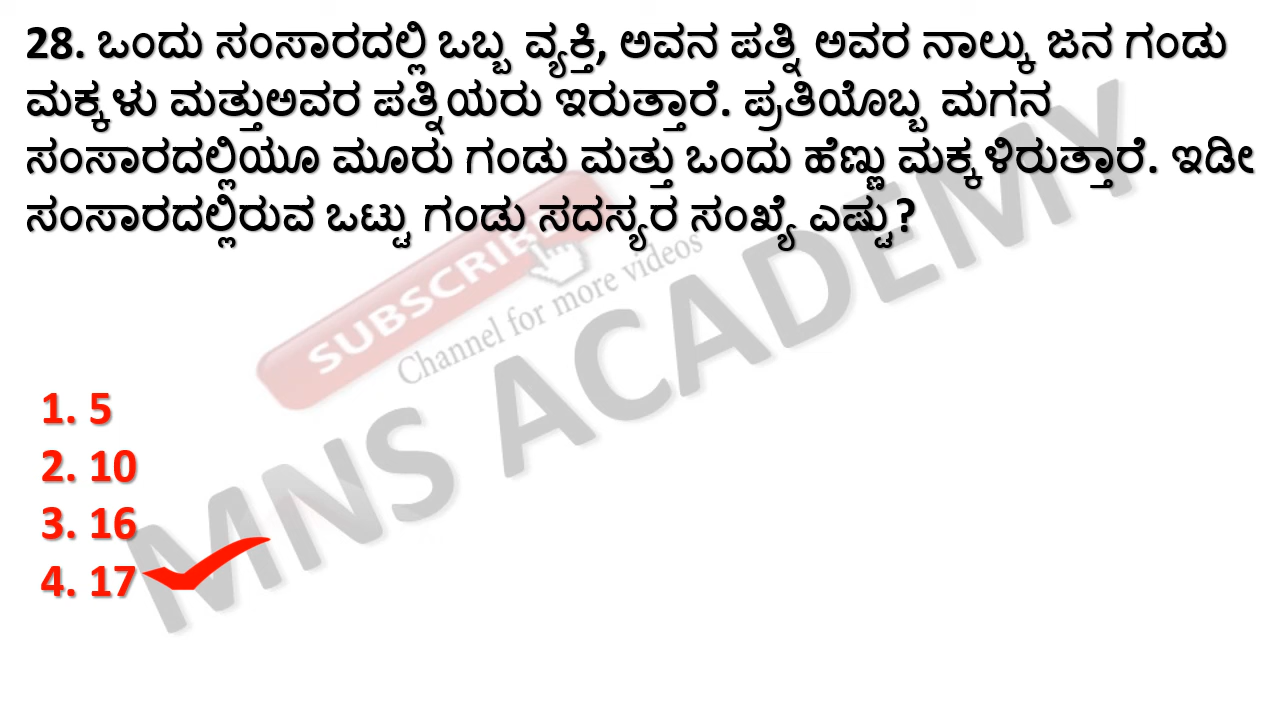 28. ಒಂದು ಸಂಸಾರದಲ್ಲಿ ಒಬ್ಬ ವ್ಯಕ್ತಿ, ಅವನ ಪತ್ನಿ ಅವರ ನಾಲ್ಕು ಜನ ಗಂಡು
ಮಕ್ಕಳು ಮತ್ತುಅವರ ಪತ್ನಿಯರು ಇರುತ್ತಾರೆ. ಪ್ರತಿಯೊಬ್ಬ ಮಗನ
ಸಂಸಾರದಲ್ಲಿಯೂ ಮೂರು ಗಂಡು ಮತ್ತು ಒಂದು ಹೆಣ್ಣು ಮಕ್ಕಳಿರುತ್ತಾರೆ. ಇಡೀ
ಸಂಸಾರದಲ್ಲಿರುವ ಒಟ್ಟು ಗಂಡು ಸದಸ್ಯರ ಸಂಖ್ಯೆ ಎಷ್ಟು?
SUBSCRIBE
Channel for more videos
MNS ACADEMY
1. 5
2. 10
3. 16
4. 17